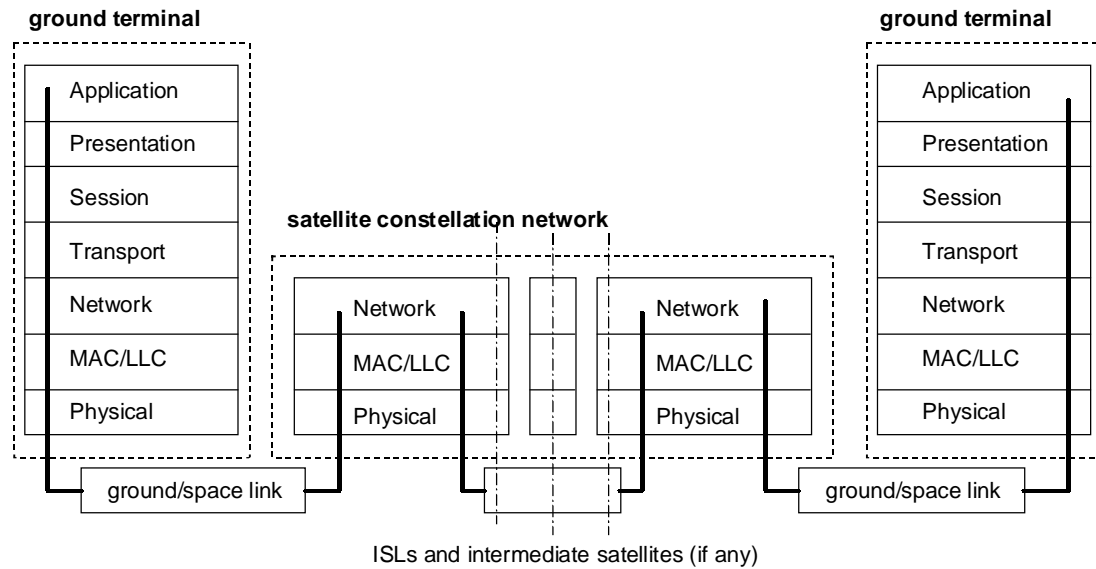 ground terminal
ground terminal
Application
Presentation
Session
Transport
Network
MAC/LLC
Physical
satellite constellation network
Network
MAC/LLC
Physical
Network
MAC/LLC
Physical
Application
Presentation
Session
Transport
Network
MAC/LLC
Physical
ground/space link
ground/space link
ISLs and intermediate satellites (if any)